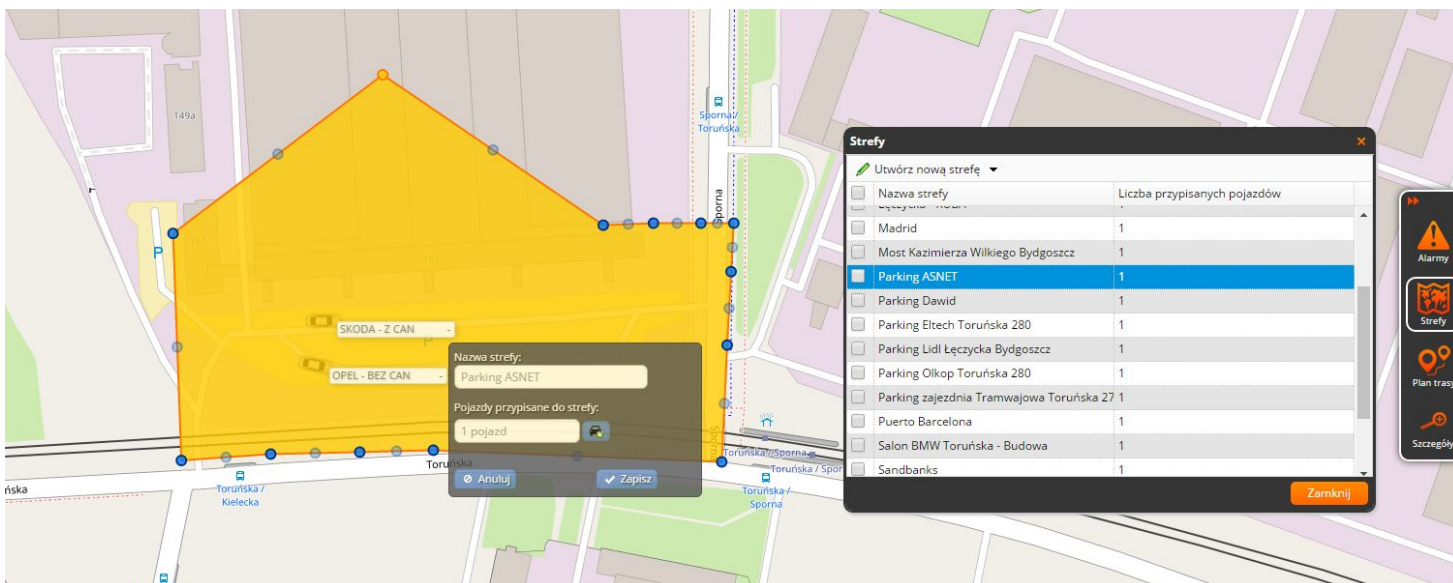 149a
Sporna /
Toruńska
Sporna
P
151
151
SKODA - Z CAN -
OPEL - BEZ CAN -
P
Nazwa strefy:
Parking ASNET
Pojazdy przypisane do strefy:
1 pojazd
Anuluj
Zapisz
Toruńska
Sporna
Toruńska / Sporna
Toruńska / Spor
Toruńska /
Kielecka
Toruńska /
Sporna
ńska
Strefy
Utwórz nową strefę
Nazwa strefy Liczba przypisanych pojazdów
Madrid 1
Most Kazimierza Wilkiego Bydgoszcz 1
Parking ASNET 1
Parking Dawid 1
Parking Eltech Toruńska 280 1
Parking Lidl Łęczycka Bydgoszcz 1
Parking Olkop Toruńska 280 1
Parking zajezdnia Tramwajowa Toruńska 27 1
Puerto Barcelona 1
Salon BMW Toruńska - Budowa 1
Sandbanks 1
Zamknij
Alarmy
Strefy
Plan trasy
Szczegóły